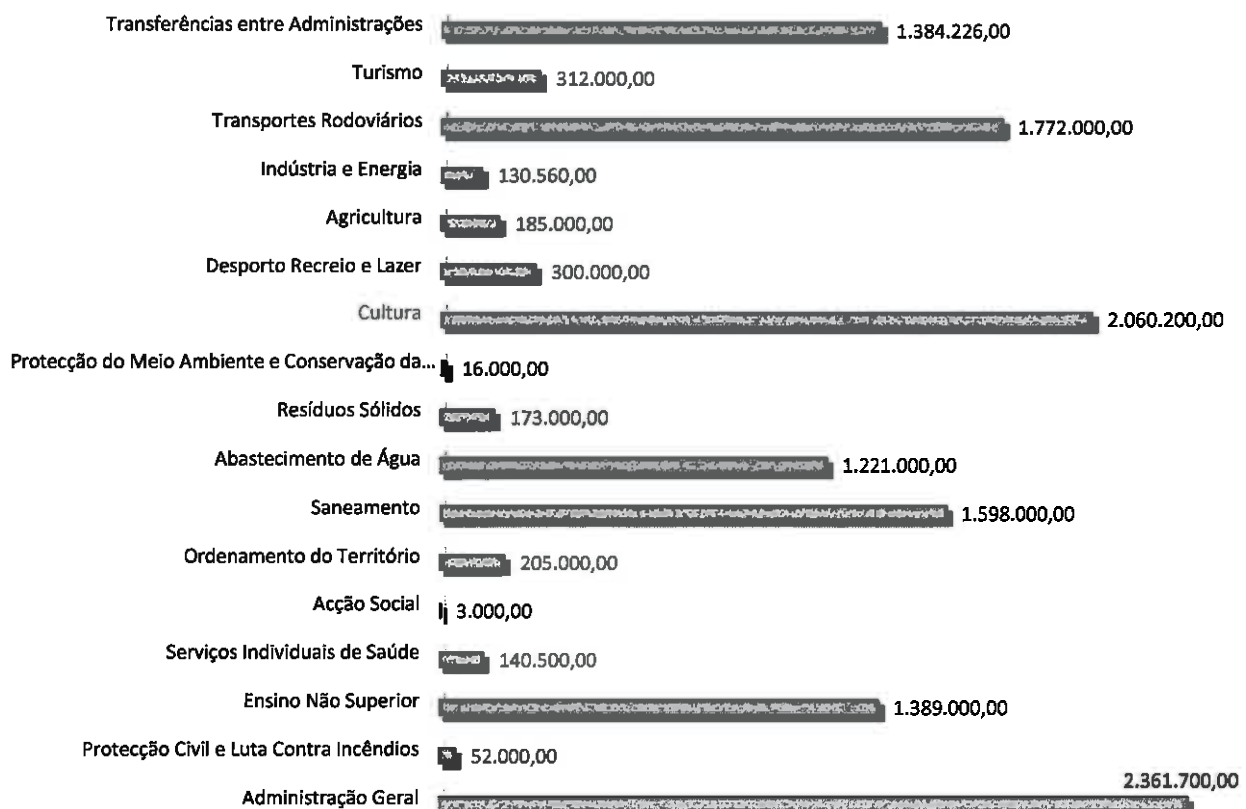 Transferências entre Administrações 1.384.226,00
Turismo 312.000,00
Transportes Rodoviários 1.772.000,00
Indústria e Energia 130.560,00
Agricultura 185.000,00
Desporto Recreio e Lazer 300.000,00
Cultura 2.060.200,00
Protecção do Meio Ambiente e Conservação da... 16.000,00
Resíduos Sólidos 173.000,00
Abastecimento de Água 1.221.000,00
Saneamento 1.598.000,00
Ordenamento do Território 205.000,00
Acção Social 3.000,00
Serviços Individuais de Saúde 140.500,00
Ensino Não Superior 1.389.000,00
Protecção Civil e Luta Contra Incêndios 52.000,00
Administração Geral 2.361.700,00